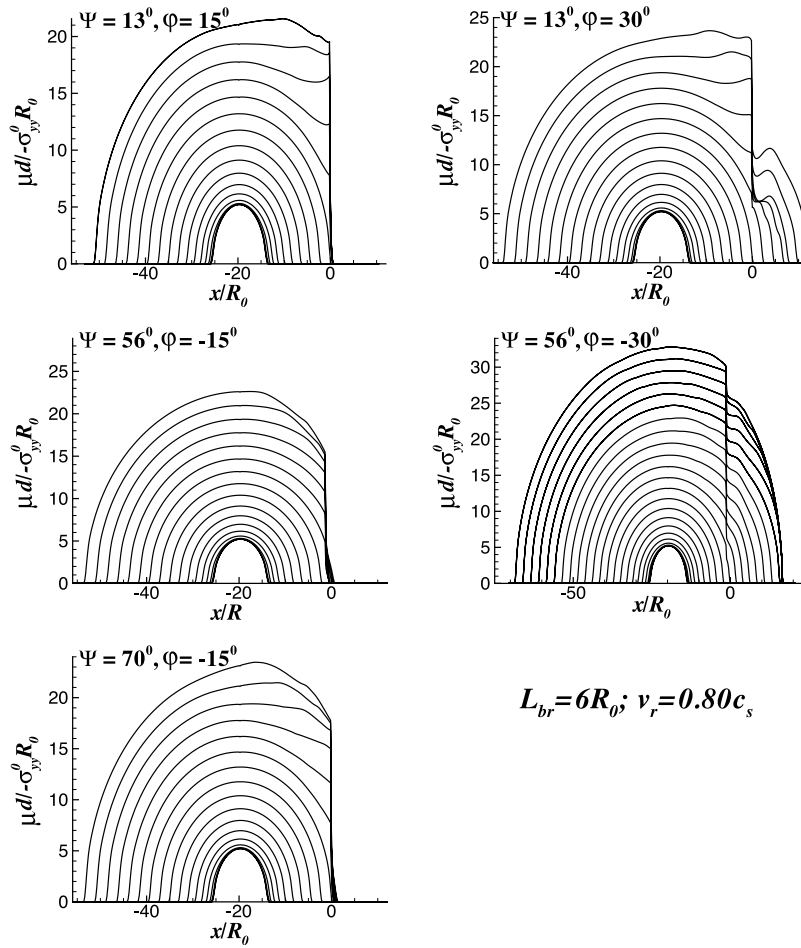 Ψ = 13⁰, φ= 15⁰
μd/-σ⁰yyR₀
20
15
10
5
0
-40
-20
0
x/R₀
Ψ = 13⁰, φ= 30⁰
μd/-σ⁰yyR₀
25
20
15
10
5
0
-40
-20
0
x/R₀
Ψ = 56⁰, φ= -15⁰
μd/-σ⁰yyR₀
25
20
15
10
5
0
-40
-20
0
x/R
Ψ = 56⁰, φ= -30⁰
μd/-σ⁰yyR₀
30
25
20
15
10
5
0
-50
0
x/R₀
Ψ = 70⁰, φ= -15⁰
μd/-σ⁰yyR₀
20
15
10
5
0
-40
-20
0
x/R₀
L_br=6R₀; v_r=0.80c_s